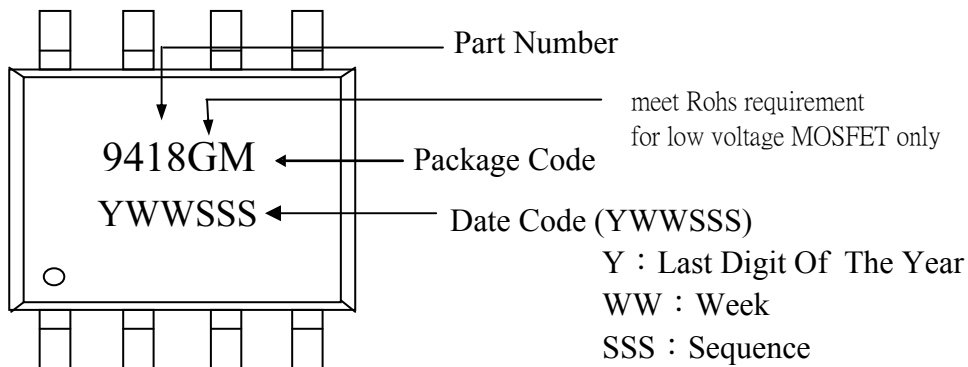 Part Number
meet Rohs requirement
for low voltage MOSFET only
9418GM
Package Code
YWWSSS
Date Code (YWWSSS)
Y：Last Digit Of The Year
WW：Week
SSS：Sequence